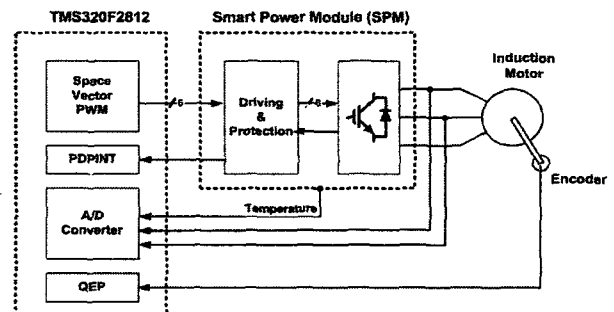 TMS320F2812
Smart Power Module (SPM)
Space
Vector
PWM
6
Driving
&
Protection
6
Induction
Motor
PDPINT
Encoder
A/D
Converter
Temperature
QEP